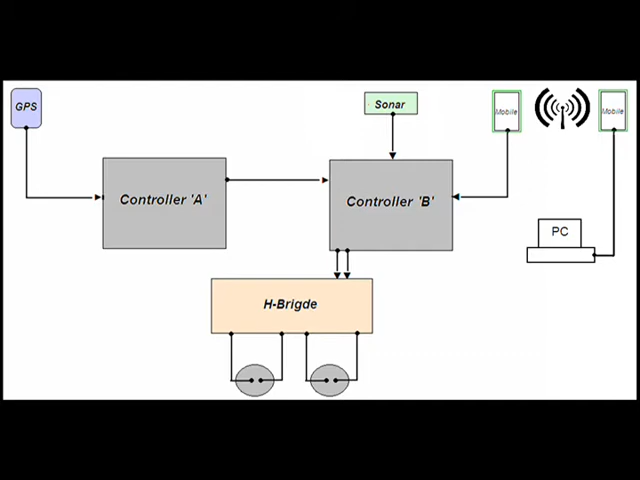 GPS
Sonar
Mobile
Mobile
Controller 'A'
Controller 'B'
PC
H-Brigde